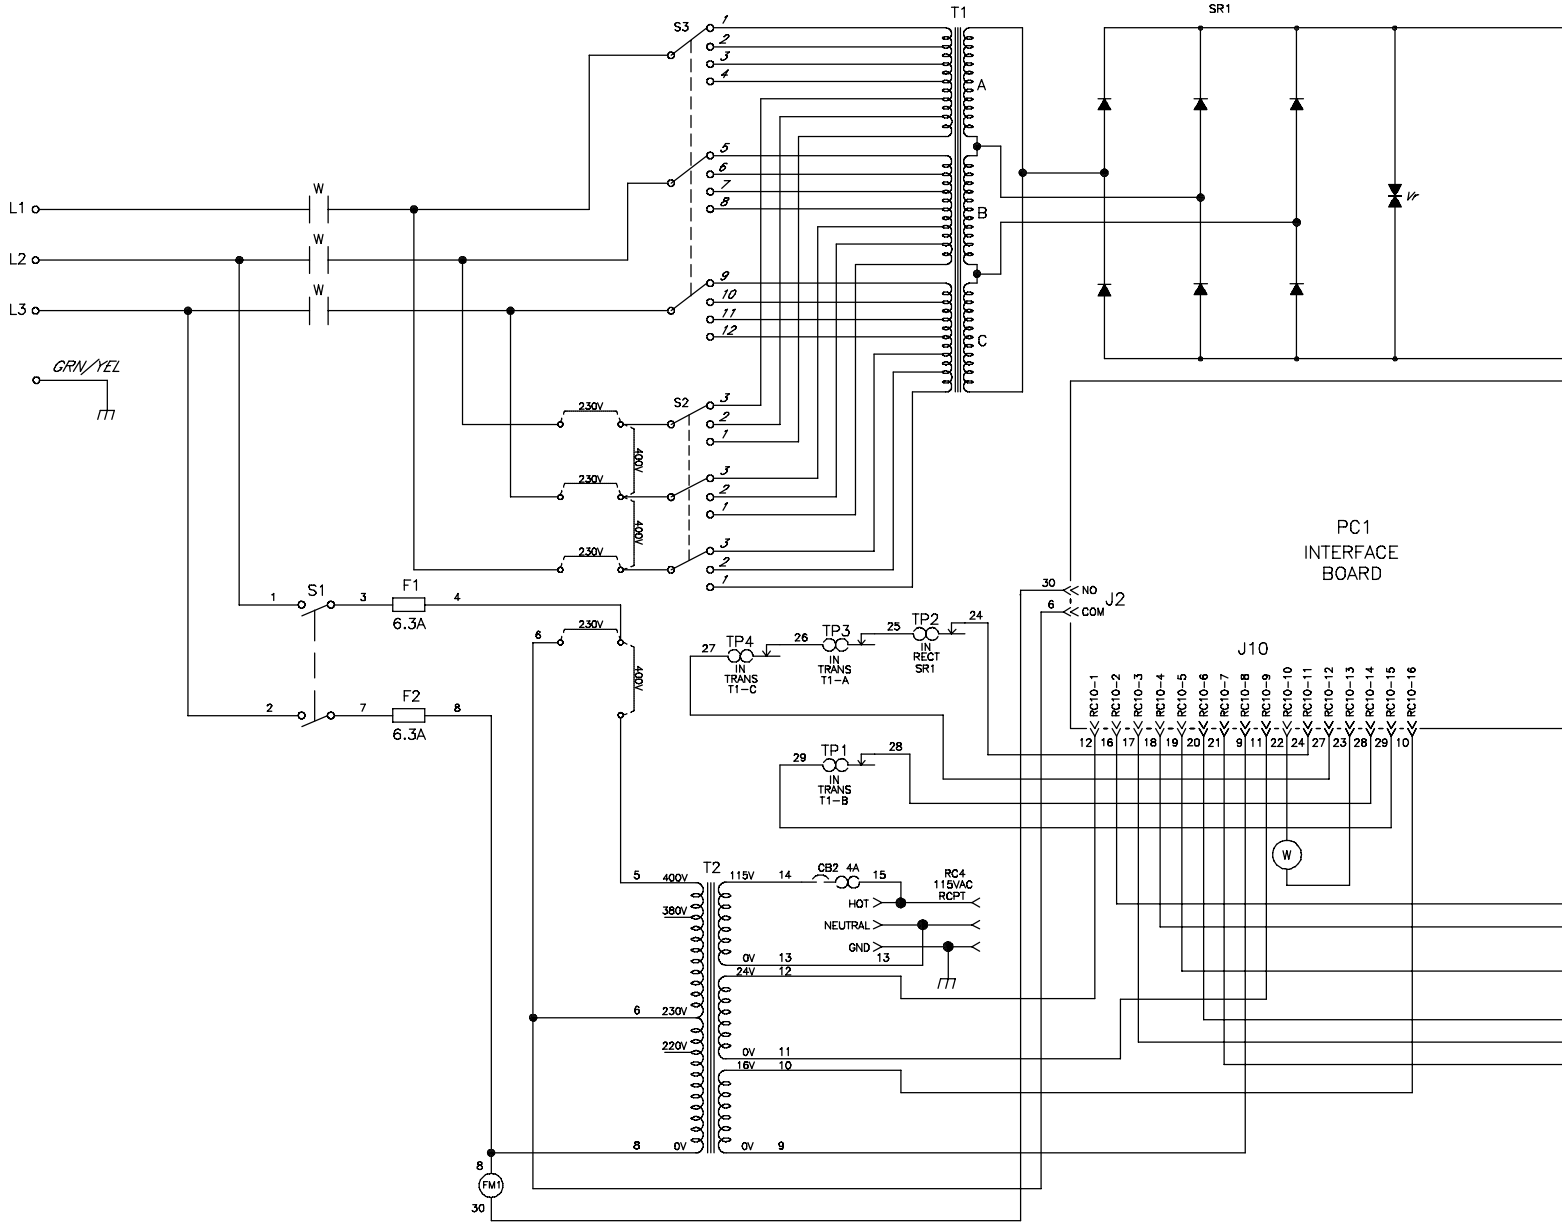 T1
SR1
S3
1
2
3
4
A
5
6
7
8
B
W
L1
W
L2
W
L3
Vr
9
10
11
12
C
GRN/YEL
230V
S2
3
2
1
400V
230V
3
2
1
400V
230V
3
2
1
PC1
INTERFACE
BOARD
30
NO
J2
6
COM
1
S1
3
F1
4
6.3A
2
7
F2
8
6.3A
6
230V
400V
27
TP4
IN
TRANS
T1-C
26
TP3
IN
TRANS
T1-A
25
TP2
IN
RECT
SR1
24
J10
RC10-1
RC10-2
RC10-3
RC10-4
RC10-5
RC10-6
RC10-7
RC10-8
RC10-9
RC10-10
RC10-11
RC10-12
RC10-13
RC10-14
RC10-15
RC10-16
12
16
17
18
19
20
21
9
11
22
24
27
23
28
29
10
29
TP1
IN
TRANS
T1-B
28
W
T2
5
400V
380V
6
230V
220V
8
0V
115V
14
CB2 4A
15
RC4
115VAC
RCPT
HOT
NEUTRAL
GND
0V
13
13
24V
12
0V
11
16V
10
0V
9
8
FM1
30